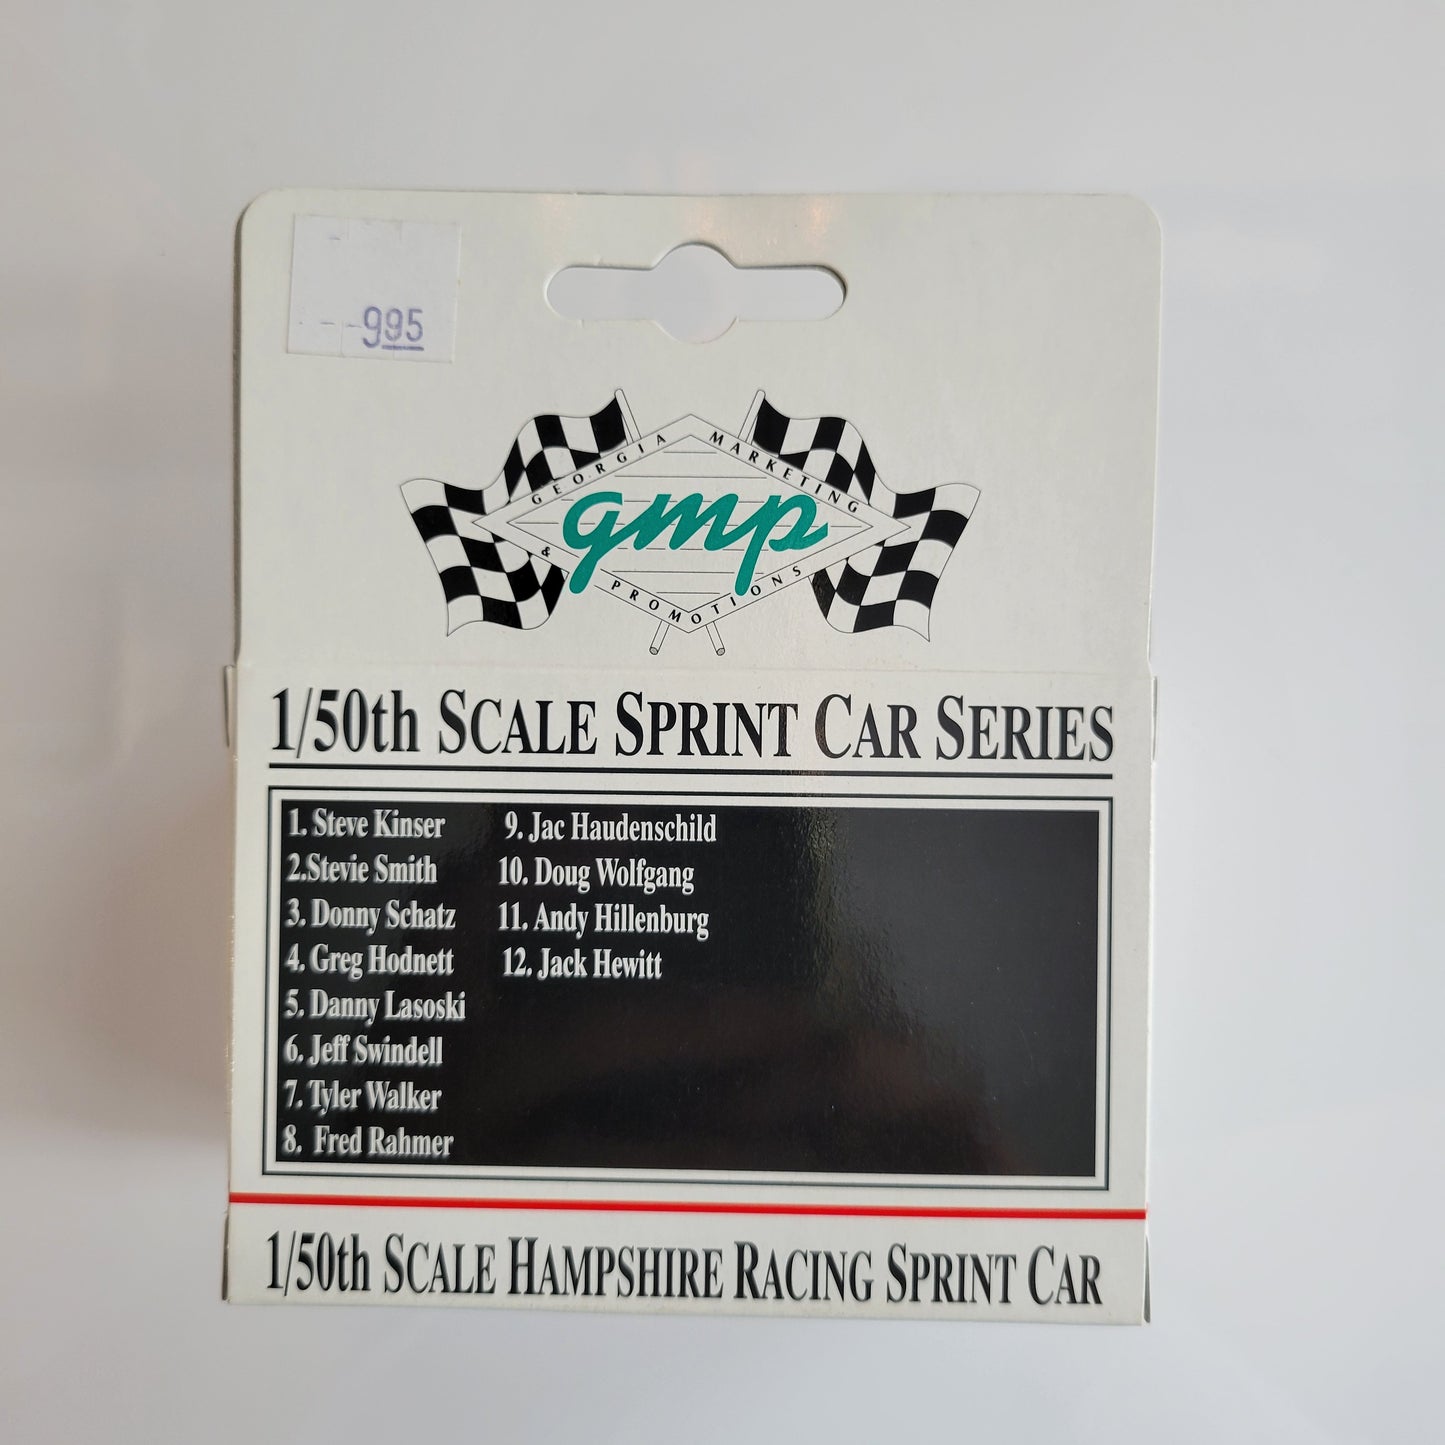 995
GEORGIA MARKETING
gmp
& PROMOTIONS
1/50th SCALE SPRINT CAR SERIES
1. Steve Kinser
2.Stevie Smith
3. Donny Schatz
4. Greg Hodnett
5. Danny Lasoski
6. Jeff Swindell
7. Tyler Walker
8. Fred Rahmer
9. Jac Haudenschild
10. Doug Wolfgang
11. Andy Hillenburg
12. Jack Hewitt
1/50th SCALE HAMPSHIRE RACING SPRINT CAR